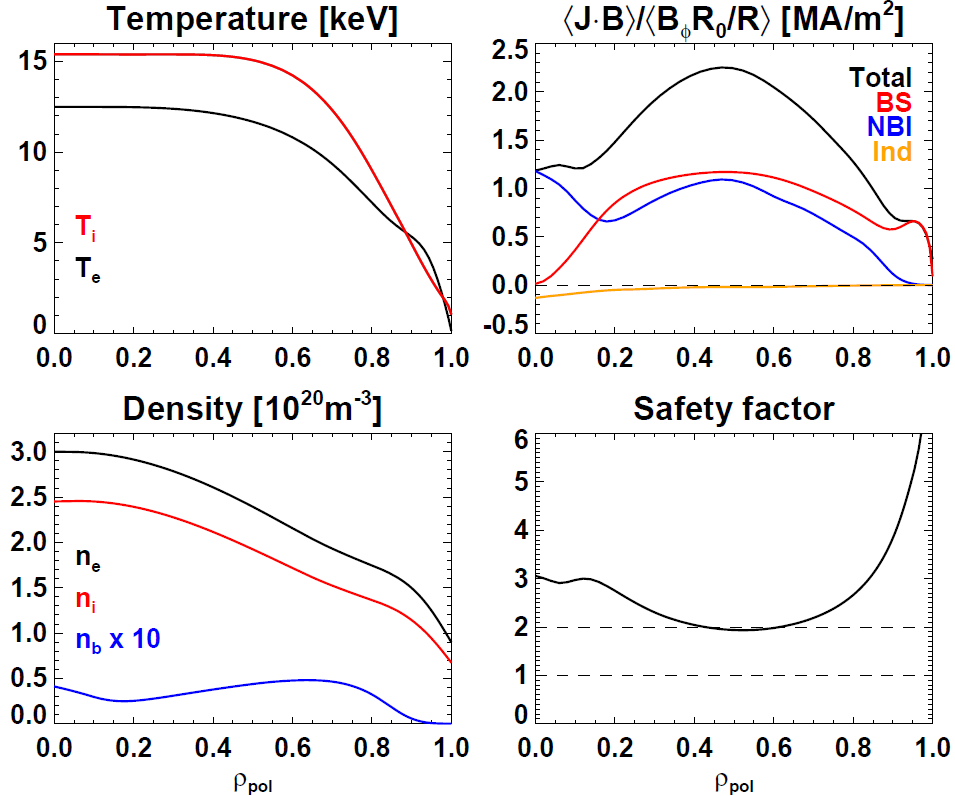 Temperature [keV]
15
10
5
0
T_i
T_e
0.0 0.2 0.4 0.6 0.8 1.0
⟨J·B⟩/⟨B_ϕR_0/R⟩ [MA/m²]
2.5
2.0
1.5
1.0
0.5
0.0
-0.5
Total
BS
NBI
Ind
0.0 0.2 0.4 0.6 0.8 1.0
Density [10²⁰m⁻³]
3.0
2.5
2.0
1.5
1.0
0.5
0.0
n_e
n_i
n_b x 10
0.0 0.2 0.4 0.6 0.8 1.0
ρ_pol
Safety factor
6
5
4
3
2
1
0
0.0 0.2 0.4 0.6 0.8 1.0
ρ_pol